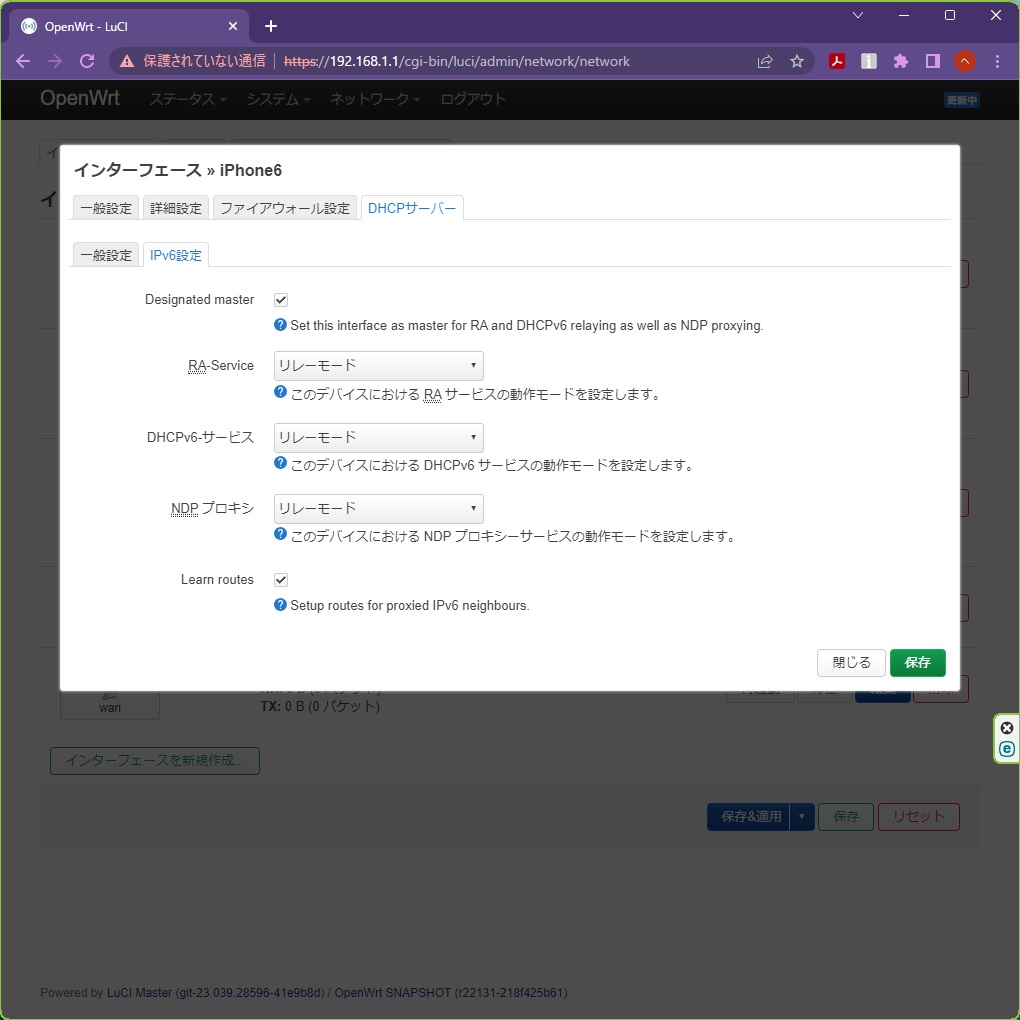 OpenWrt - LuCI
保護されていない通信 https://192.168.1.1/cgi-bin/luci/admin/network/network
OpenWrt ステータス システム ネットワーク ログアウト 更新中
インターフェース » iPhone6
一般設定 詳細設定 ファイアウォール設定 DHCPサーバー
一般設定 IPv6設定
Designated master
Set this interface as master for RA and DHCPv6 relaying as well as NDP proxying.
RA-Service リレーモード
このデバイスにおける RA サービスの動作モードを設定します。
DHCPv6-サービス リレーモード
このデバイスにおける DHCPv6 サービスの動作モードを設定します。
NDP プロキシ リレーモード
このデバイスにおける NDP プロキシーサービスの動作モードを設定します。
Learn routes
Setup routes for proxied IPv6 neighbours.
閉じる 保存
wan
TX: 0 B (0 パケット)
インターフェースを新規作成...
保存&適用 保存 リセット
Powered by LuCI Master (git-23.039.28596-41e9b8d) / OpenWrt SNAPSHOT (r22131-218f425b61)